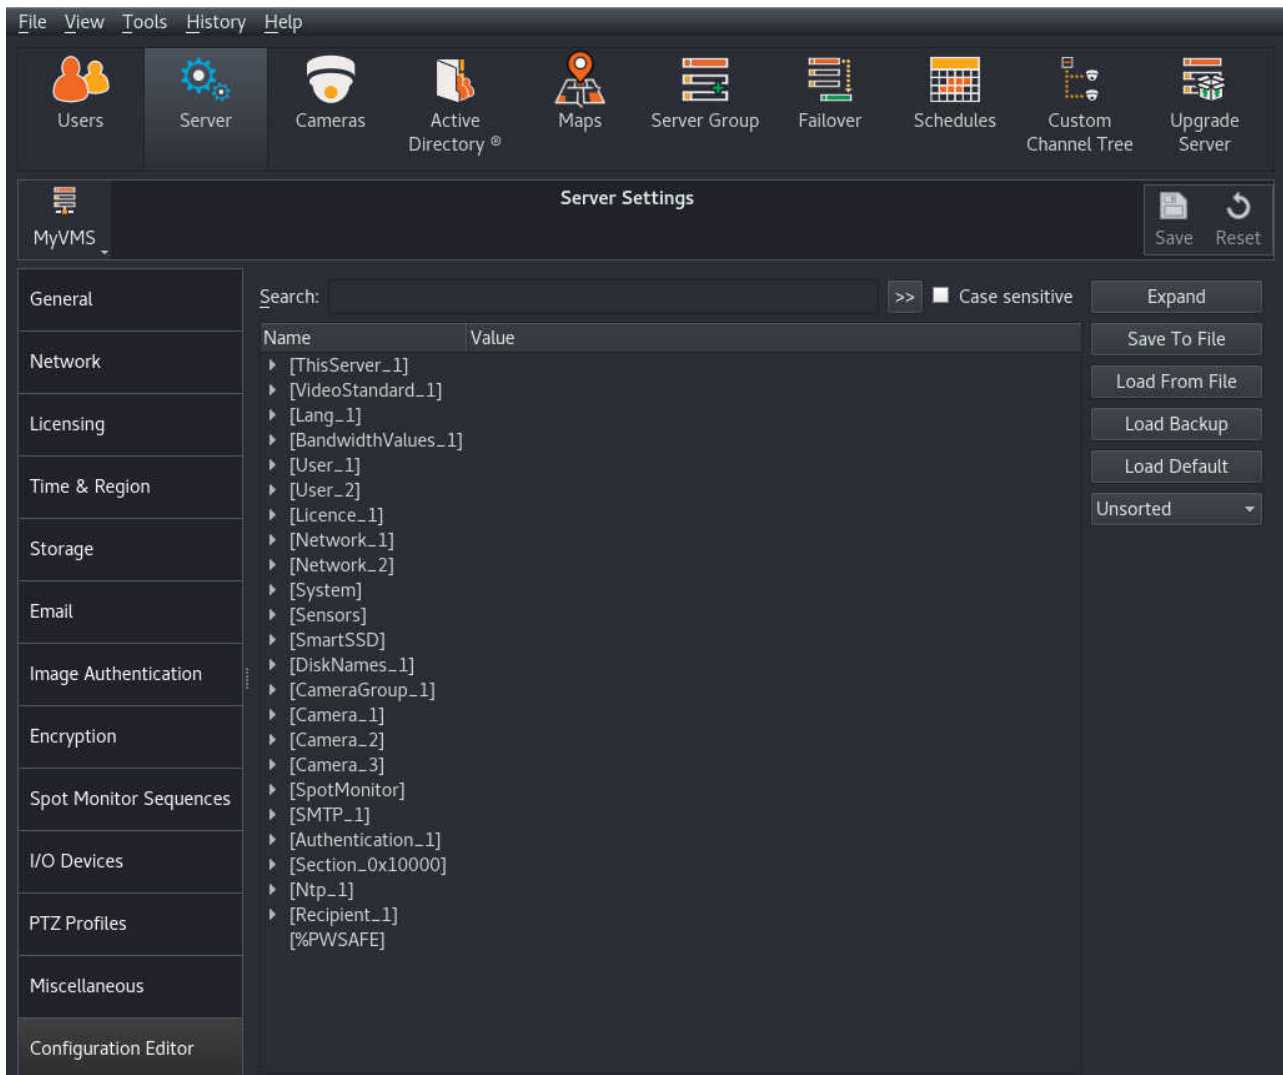 File View Tools History Help
Users Server Cameras Active Directory ® Maps Server Group Failover Schedules Custom Channel Tree Upgrade Server
MyVMS
Server Settings
Save Reset
General
Network
Licensing
Time & Region
Storage
Email
Image Authentication
Encryption
Spot Monitor Sequences
I/O Devices
PTZ Profiles
Miscellaneous
Configuration Editor
Search: >> Case sensitive
Name Value
[ThisServer_1]
[VideoStandard_1]
[Lang_1]
[BandwidthValues_1]
[User_1]
[User_2]
[Licence_1]
[Network_1]
[Network_2]
[System]
[Sensors]
[SmartSSD]
[DiskNames_1]
[CameraGroup_1]
[Camera_1]
[Camera_2]
[Camera_3]
[SpotMonitor]
[SMTP_1]
[Authentication_1]
[Section_0x10000]
[Ntp_1]
[Recipient_1]
[%PWSAFE]
Expand
Save To File
Load From File
Load Backup
Load Default
Unsorted